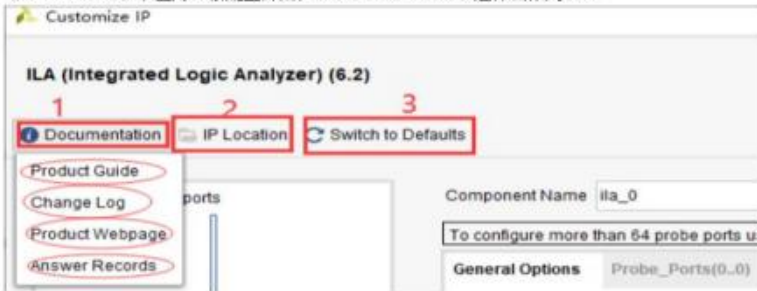 Customize IP
ILA (Integrated Logic Analyzer) (6.2)
1 2 3
Documentation IP Location Switch to Defaults
Product Guide
Change Log
Product Webpage
Answer Records
ports
Component Name ila_0
To configure more than 64 probe ports u
General Options Probe_Ports(0..0)